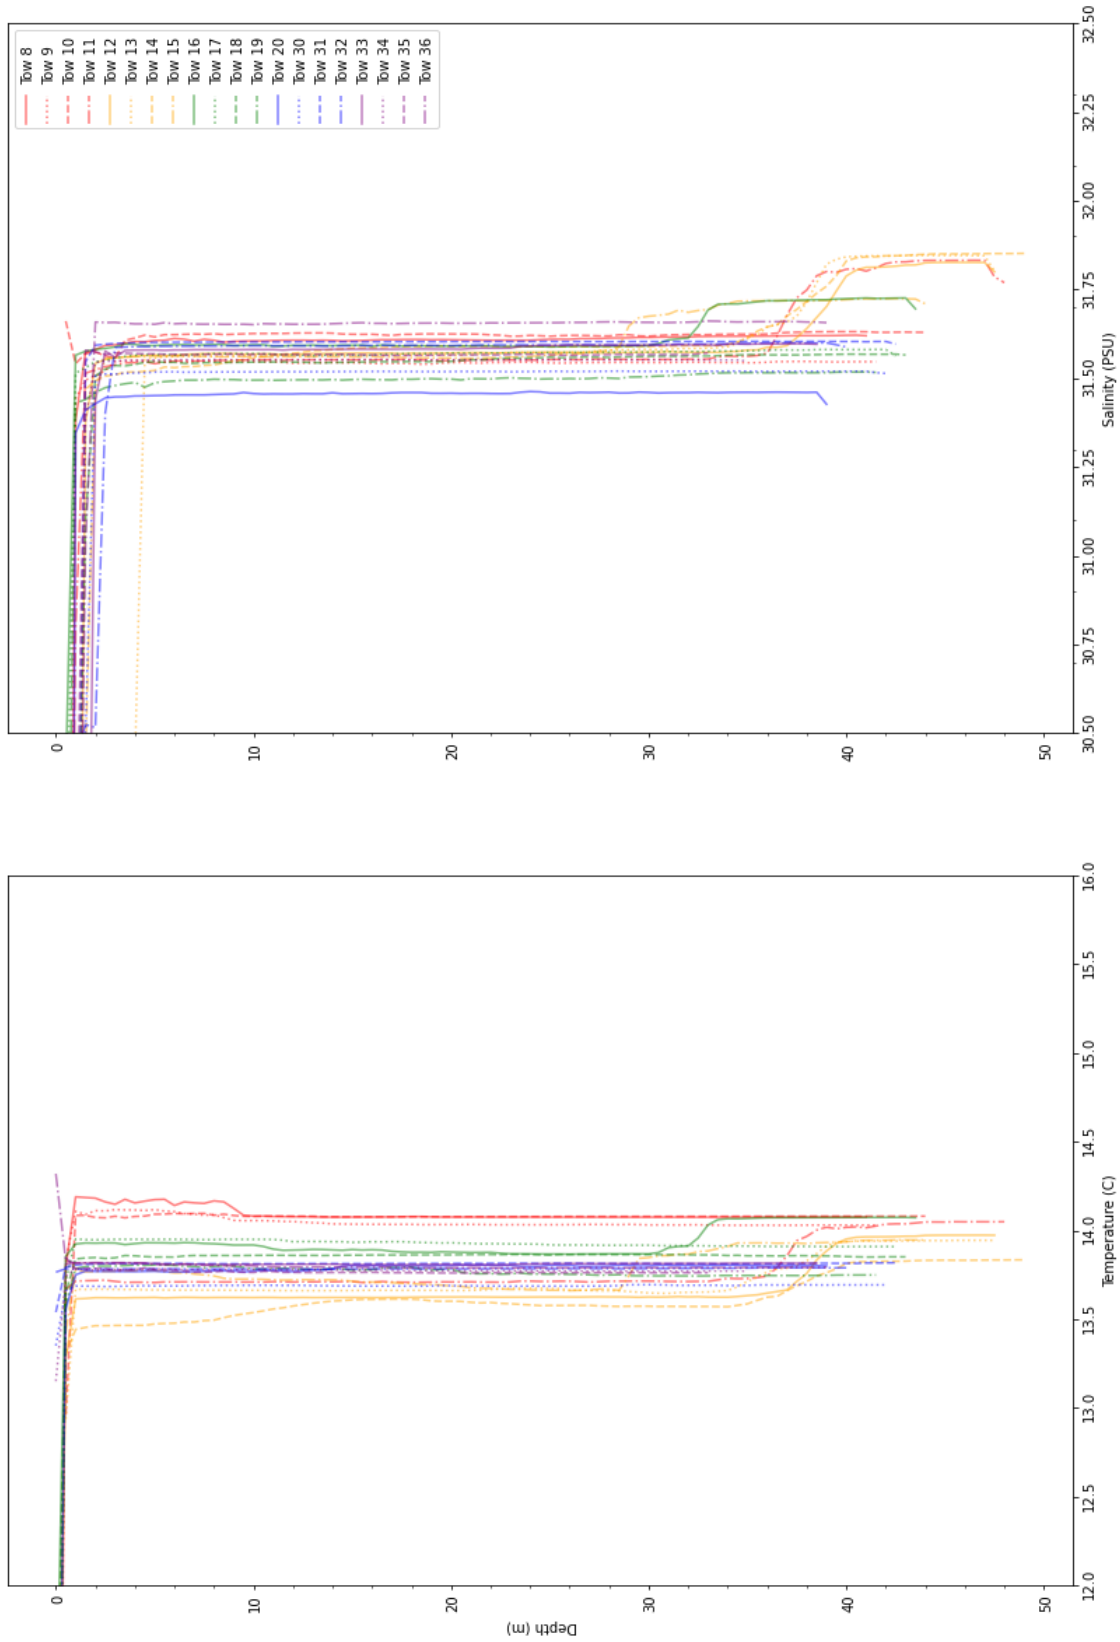 Depth (m)
0
10
20
30
40
50
12.0
12.5
13.0
13.5
14.0
14.5
15.0
15.5
16.0
Temperature (C)
0
10
20
30
40
50
30.50
30.75
31.00
31.25
31.50
31.75
32.00
32.25
32.50
Salinity (PSU)
Tow 8
Tow 9
Tow 10
Tow 11
Tow 12
Tow 13
Tow 14
Tow 15
Tow 16
Tow 17
Tow 18
Tow 19
Tow 20
Tow 30
Tow 31
Tow 32
Tow 33
Tow 34
Tow 35
Tow 36